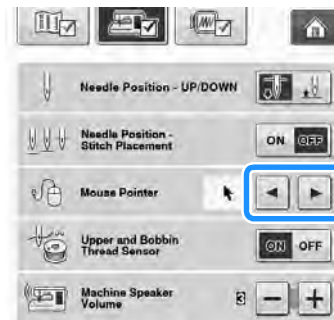 Needle Position - UP/DOWN
Needle Position -
Stitch Placement
ON OFF
Mouse Pointer
Upper and Bobbin
Thread Sensor
ON OFF
Machine Speaker
Volume
3 - +